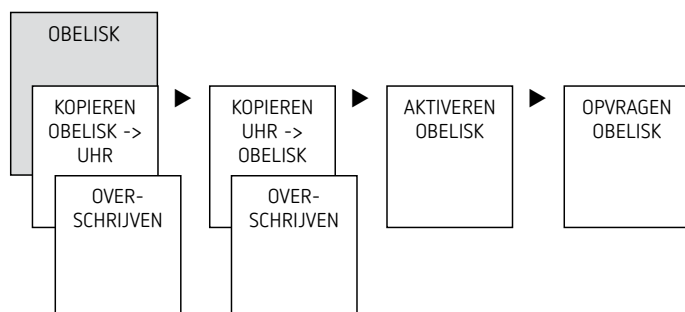 OBELISK
KOPIEREN
OBELISK ->
UHR
OVER-
SCHRIJVEN
KOPIEREN
UHR ->
OBELISK
OVER-
SCHRIJVEN
AKTIVEREN
OBELISK
OPVRAGEN
OBELISK